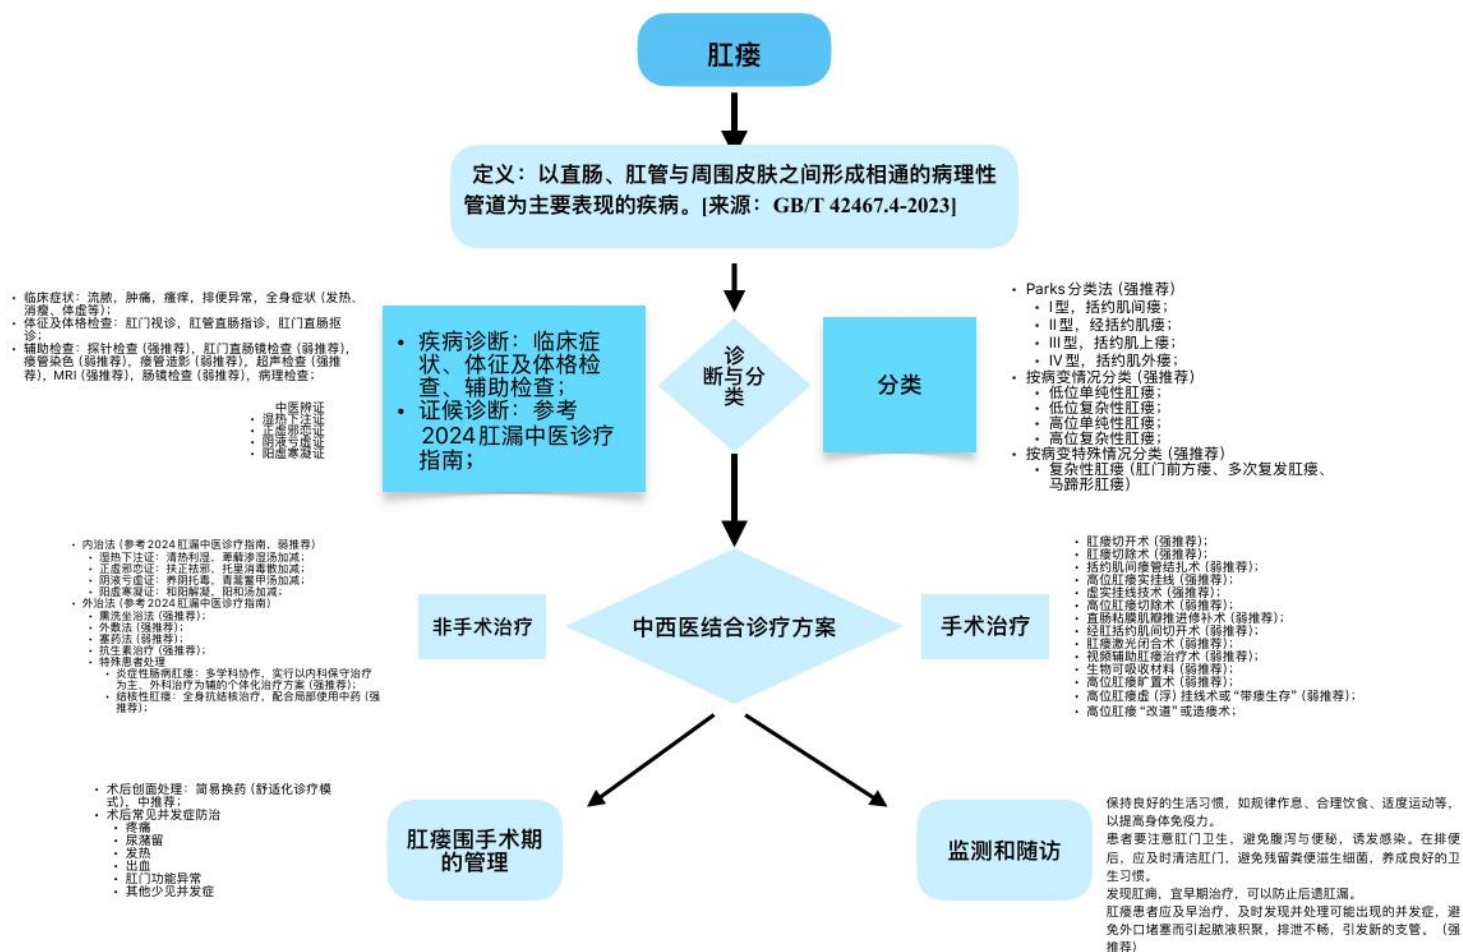 肛瘘
定义：以直肠、肛管与周围皮肤之间形成相通的病理性
管道为主要表现的疾病。[来源：GB/T 42467.4-2023]
• 临床症状：流脓，肿痛，瘙痒，排便异常，全身症状（发热、
消瘦、体虚等）；
• 体征及体格检查：肛门视诊，肛管直肠指诊，肛门直肠抠
诊；
• 辅助检查：探针检查（强推荐），肛门直肠镜检查（弱推荐），
瘘管染色（弱推荐），瘘管造影（弱推荐），超声检查（强推
荐），MRI（强推荐），肠镜检查（弱推荐），病理检查；
中医辨证
• 湿热下注证
• 正虚邪恋证
• 阴液亏虚证
• 阳虚寒凝证
• 疾病诊断：临床症
状、体征及体格检
查、辅助检查；
• 证候诊断：参考
2024肛漏中医诊疗
指南；
诊
断与分
类
分类
• Parks分类法（强推荐）
• I型，括约肌间瘘；
• II型，经括约肌瘘；
• III型，括约肌上瘘；
• IV型，括约肌外瘘；
• 按病变情况分类（强推荐）
• 低位单纯性肛瘘；
• 低位复杂性肛瘘；
• 高位单纯性肛瘘；
• 高位复杂性肛瘘；
• 按病变特殊情况分类（强推荐）
• 复杂性肛瘘（肛门前方瘘、多次复发肛瘘、
马蹄形肛瘘）
• 内治法（参考2024肛漏中医诊疗指南，弱推荐）
• 湿热下注证：清热利湿，萆薢渗湿汤加减；
• 正虚邪恋证：扶正祛邪，托里消毒散加减；
• 阴液亏虚证：养阴托毒，青蒿鳖甲汤加减；
• 阳虚寒凝证：和阳解凝，阳和汤加减；
• 外治法（参考2024肛漏中医诊疗指南）
• 熏洗坐浴法（强推荐）；
• 外敷法（强推荐）；
• 塞药法（弱推荐）；
• 抗生素治疗（强推荐）；
• 特殊患者处理
• 炎症性肠病肛瘘：多学科协作，实行以内科保守治疗
为主、外科治疗为辅的个体化治疗方案（强推荐）；
• 结核性肛瘘：全身抗结核治疗，配合局部使用中药（强
推荐）；
非手术治疗
中西医结合诊疗方案
手术治疗
• 肛瘘切开术（强推荐）；
• 肛瘘切除术（强推荐）；
• 括约肌间瘘管结扎术（弱推荐）；
• 高位肛瘘实挂线（强推荐）；
• 虚实挂线技术（强推荐）；
• 高位肛瘘切除术（弱推荐）；
• 直肠粘膜肌瓣推进修补术（弱推荐）；
• 经肛括约肌间切开术（弱推荐）；
• 肛瘘激光闭合术（弱推荐）；
• 视频辅助肛瘘治疗术（弱推荐）；
• 生物可吸收材料（弱推荐）；
• 高位肛瘘旷置术（弱推荐）；
• 高位肛瘘虚（浮）挂线术或“带瘘生存”（弱推荐）；
• 高位肛瘘“改道”或造瘘术；
• 术后创面处理：简易换药（舒适化诊疗模
式），中推荐；
• 术后常见并发症防治
• 疼痛
• 尿潴留
• 发热
• 出血
• 肛门功能异常
• 其他少见并发症
肛瘘围手术期
的管理
监测和随访
保持良好的生活习惯，如规律作息、合理饮食、适度运动等，
以提高身体免疫力。
患者要注意肛门卫生，避免腹泻与便秘，诱发感染。在排便
后，应及时清洁肛门，避免残留粪便滋生细菌，养成良好的卫
生习惯。
发现肛痈，宜早期治疗，可以防止后遗肛漏。
肛瘘患者应及早治疗，及时发现并处理可能出现的并发症，避
免外口堵塞而引起脓液积聚，排泄不畅，引发新的支管。（强
推荐）